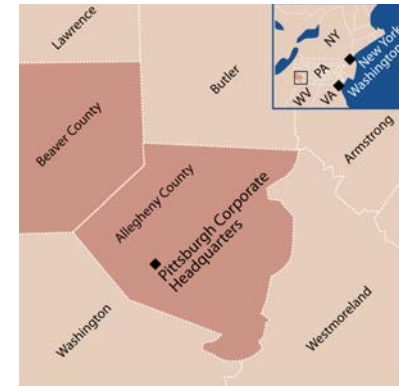 Lawrence
NY
New York
Washington
PA
WV
VA
Butler
Beaver County
Armstrong
Allegheny County
Pittsburgh Corporate
Headquarters
Washington
Westmoreland